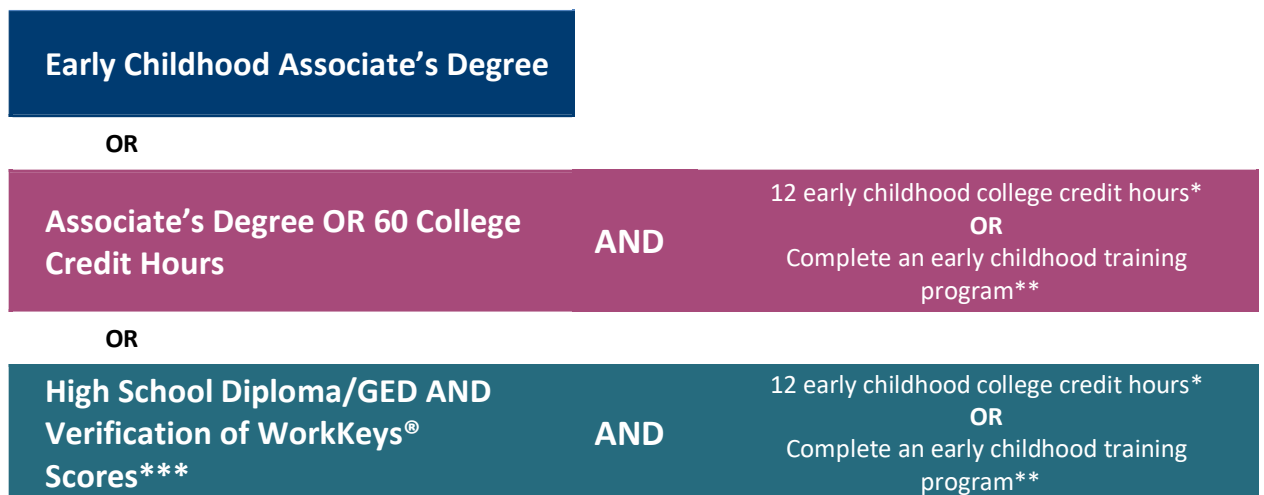 Early Childhood Associate’s Degree
OR
Associate’s Degree OR 60 College
Credit Hours
AND
12 early childhood college credit hours*
OR
Complete an early childhood training
program**
OR
High School Diploma/GED AND
Verification of WorkKeys®
Scores***
AND
12 early childhood college credit hours*
OR
Complete an early childhood training
program**